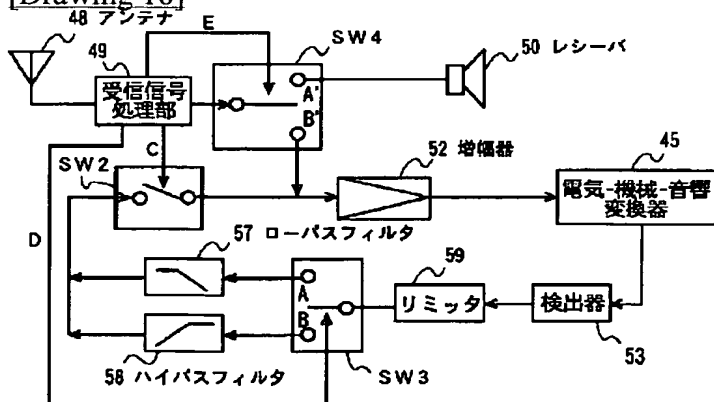 [Drawing 10]
48 アンテナ
E
SW4
49
受信信号
処理部
50 レシーバ
A'
B'
C
SW2
52 増幅器
45
電気-機械-音響
変換器
D
57 ローパスフィルタ
59
A
リミッタ
検出器
B
53
58 ハイパスフィルタ
SW3